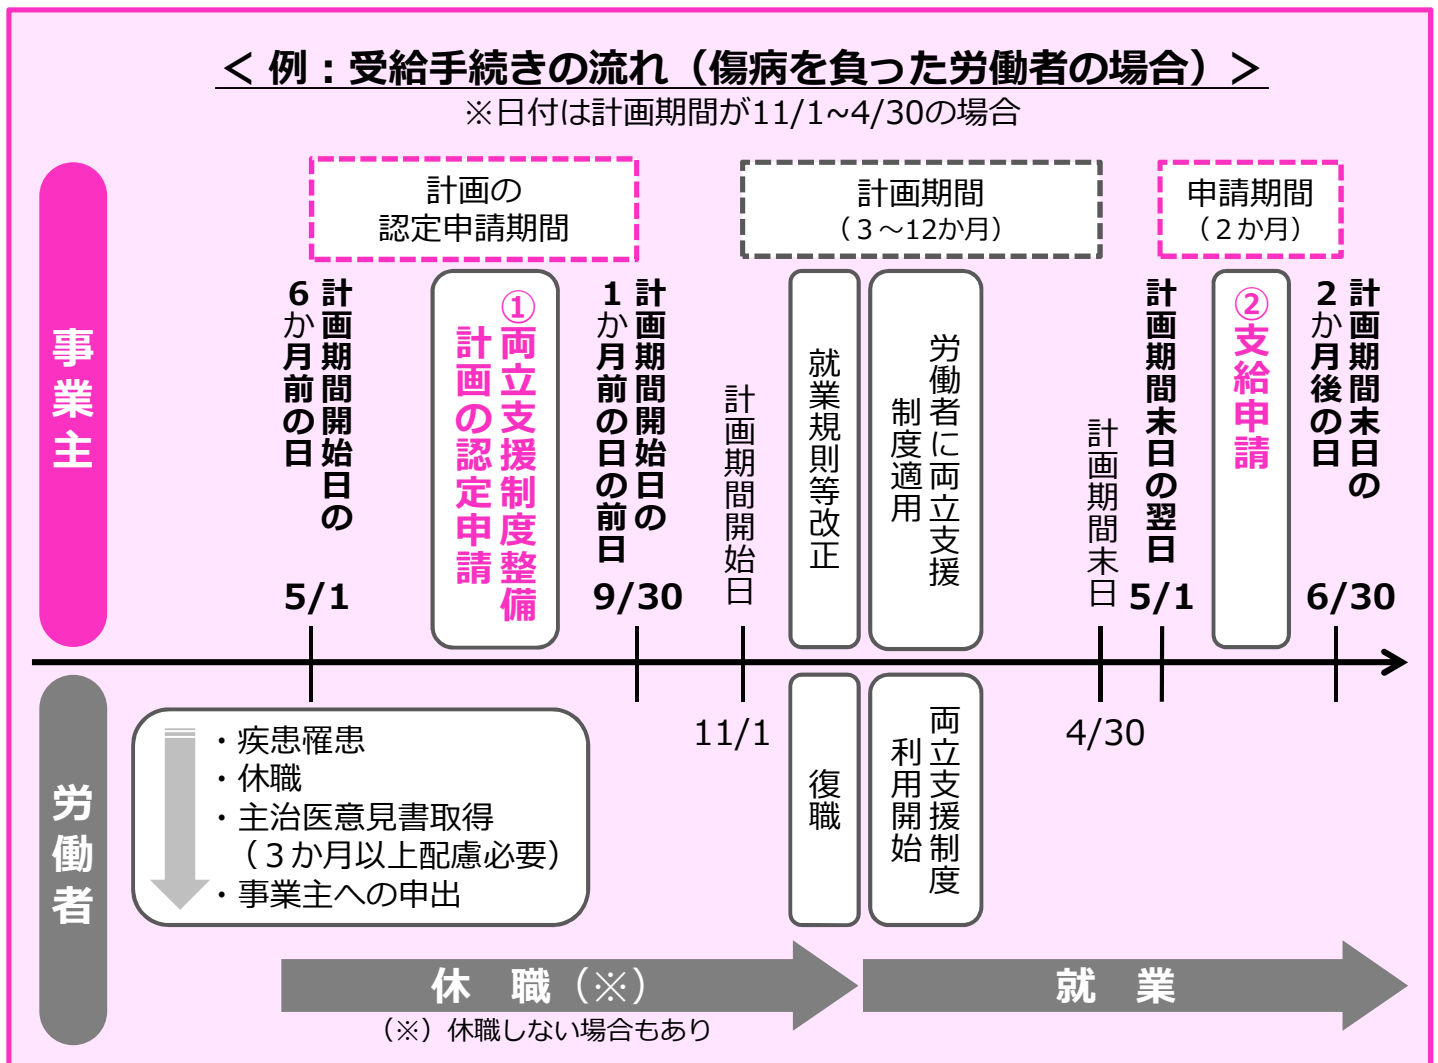 ＜ 例：受給手続きの流れ（傷病を負った労働者の場合）＞
※日付は計画期間が11/1~4/30の場合
事業主
計画の
認定申請期間
計画期間
（３～12か月）
申請期間
（２か月）
計画期間開始日の
6か月前の日
5/1
①両立支援制度整備
計画の認定申請
計画期間開始日の
1か月前の日の前日
9/30
計画期間開始日
就業規則等改正
労働者に両立支援
制度適用
計画期間末日
計画期間末日の翌日
5/1
②支給申請
計画期間末日の
2か月後の日
6/30
労働者
・疾患罹患
・休職
・主治医意見書取得
（３か月以上配慮必要）
・事業主への申出
11/1
復職
両立支援制度
利用開始
4/30
休　職（※）
就　業
（※）休職しない場合もあり